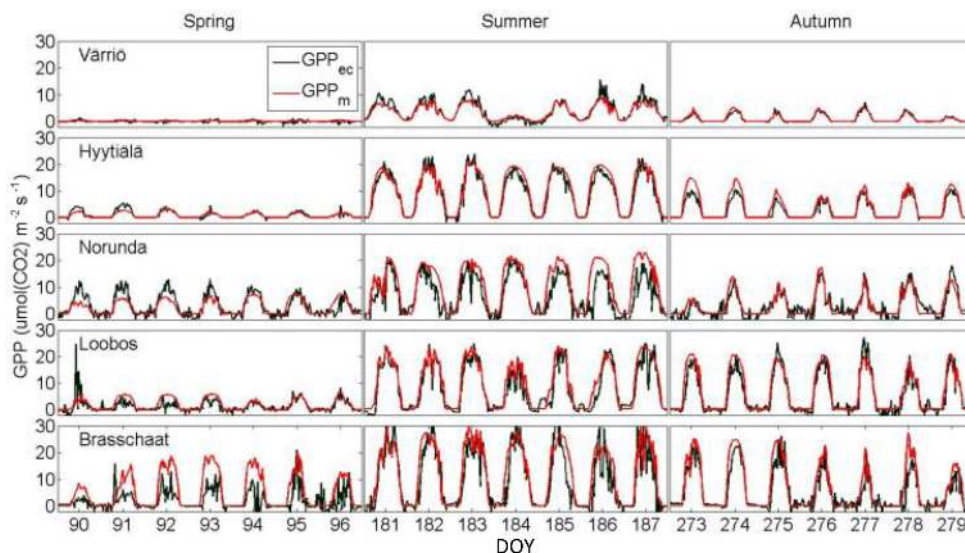 Spring Summer Autumn
30 Värriö GPPec
20 GPPm
10
0
30 Hyytiälä
20
10
0
30 Norunda
20
10
0
30 Loobos
20
10
0
30 Brasschaat
20
10
0
GPP (umol(CO2) m-2 s-1)
90 91 92 93 94 95 96 181 182 183 184 185 186 187 273 274 275 276 277 278 279
DOY